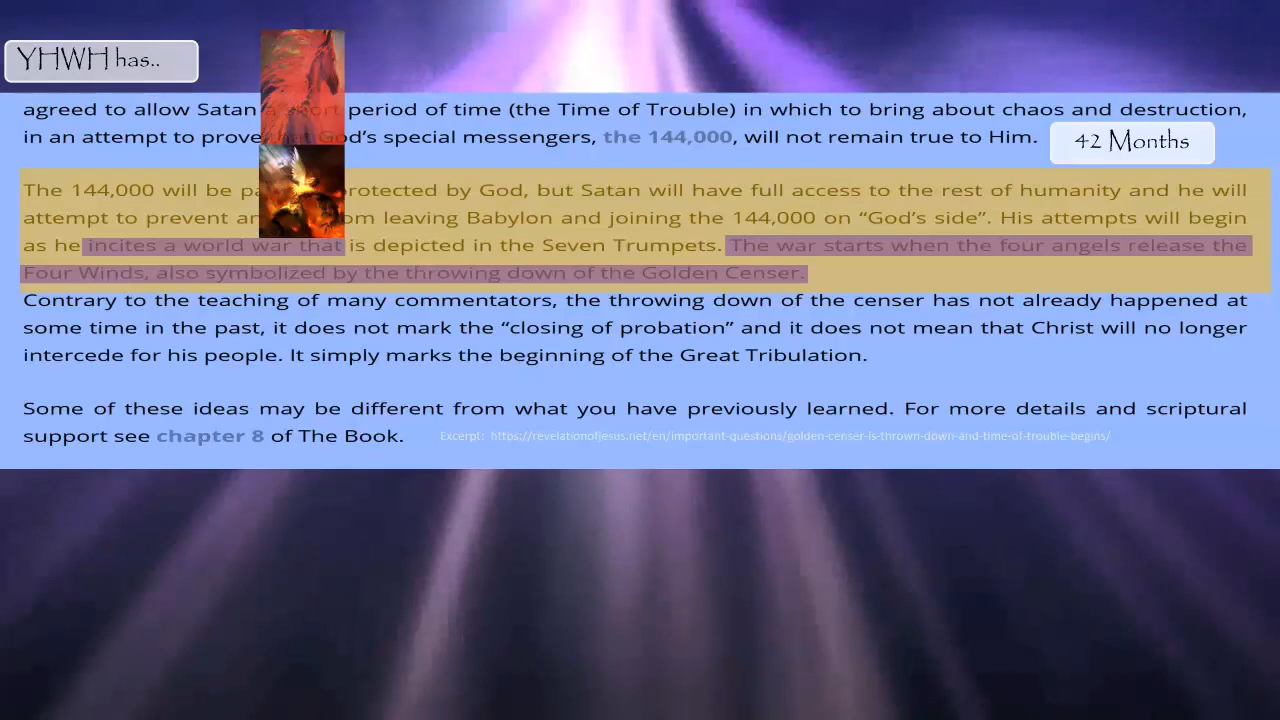 YHWH has..
agreed to allow Satan a short period of time (the Time of Trouble) in which to bring about chaos and destruction,
in an attempt to prove that God's special messengers, the 144,000, will not remain true to Him.
42 Months
The 144,000 will be pa protected by God, but Satan will have full access to the rest of humanity and he will
attempt to prevent an from leaving Babylon and joining the 144,000 on “God's side”. His attempts will begin
as he incites a world war that is depicted in the Seven Trumpets. The war starts when the four angels release the
Four Winds, also symbolized by the throwing down of the Golden Censer.
Contrary to the teaching of many commentators, the throwing down of the censer has not already happened at
some time in the past, it does not mark the “closing of probation” and it does not mean that Christ will no longer
intercede for his people. It simply marks the beginning of the Great Tribulation.
Some of these ideas may be different from what you have previously learned. For more details and scriptural
support see chapter 8 of The Book.
Excerpt: https://revelationofjesus.net/en/important-questions/golden-censer-is-thrown-down-and-time-of-trouble-begins/